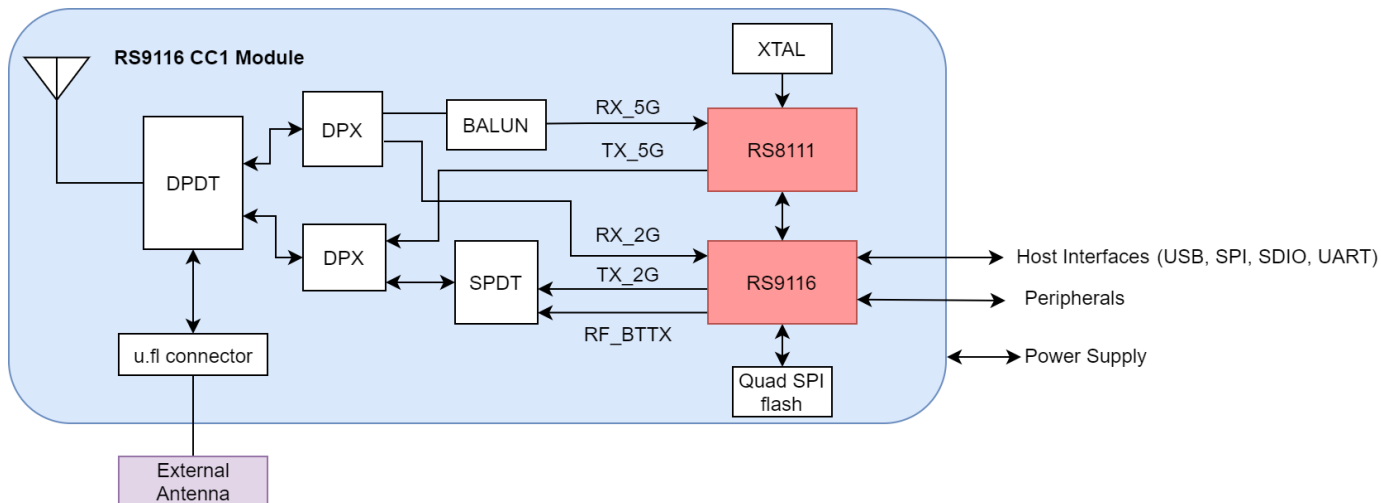 RS9116 CC1 Module
XTAL
DPX
BALUN
RX_5G
RS8111
TX_5G
DPDT
DPX
SPDT
RX_2G
TX_2G
RF_BTTX
RS9116
Host Interfaces (USB, SPI, SDIO, UART)
Peripherals
Power Supply
u.fl connector
Quad SPI
flash
External
Antenna